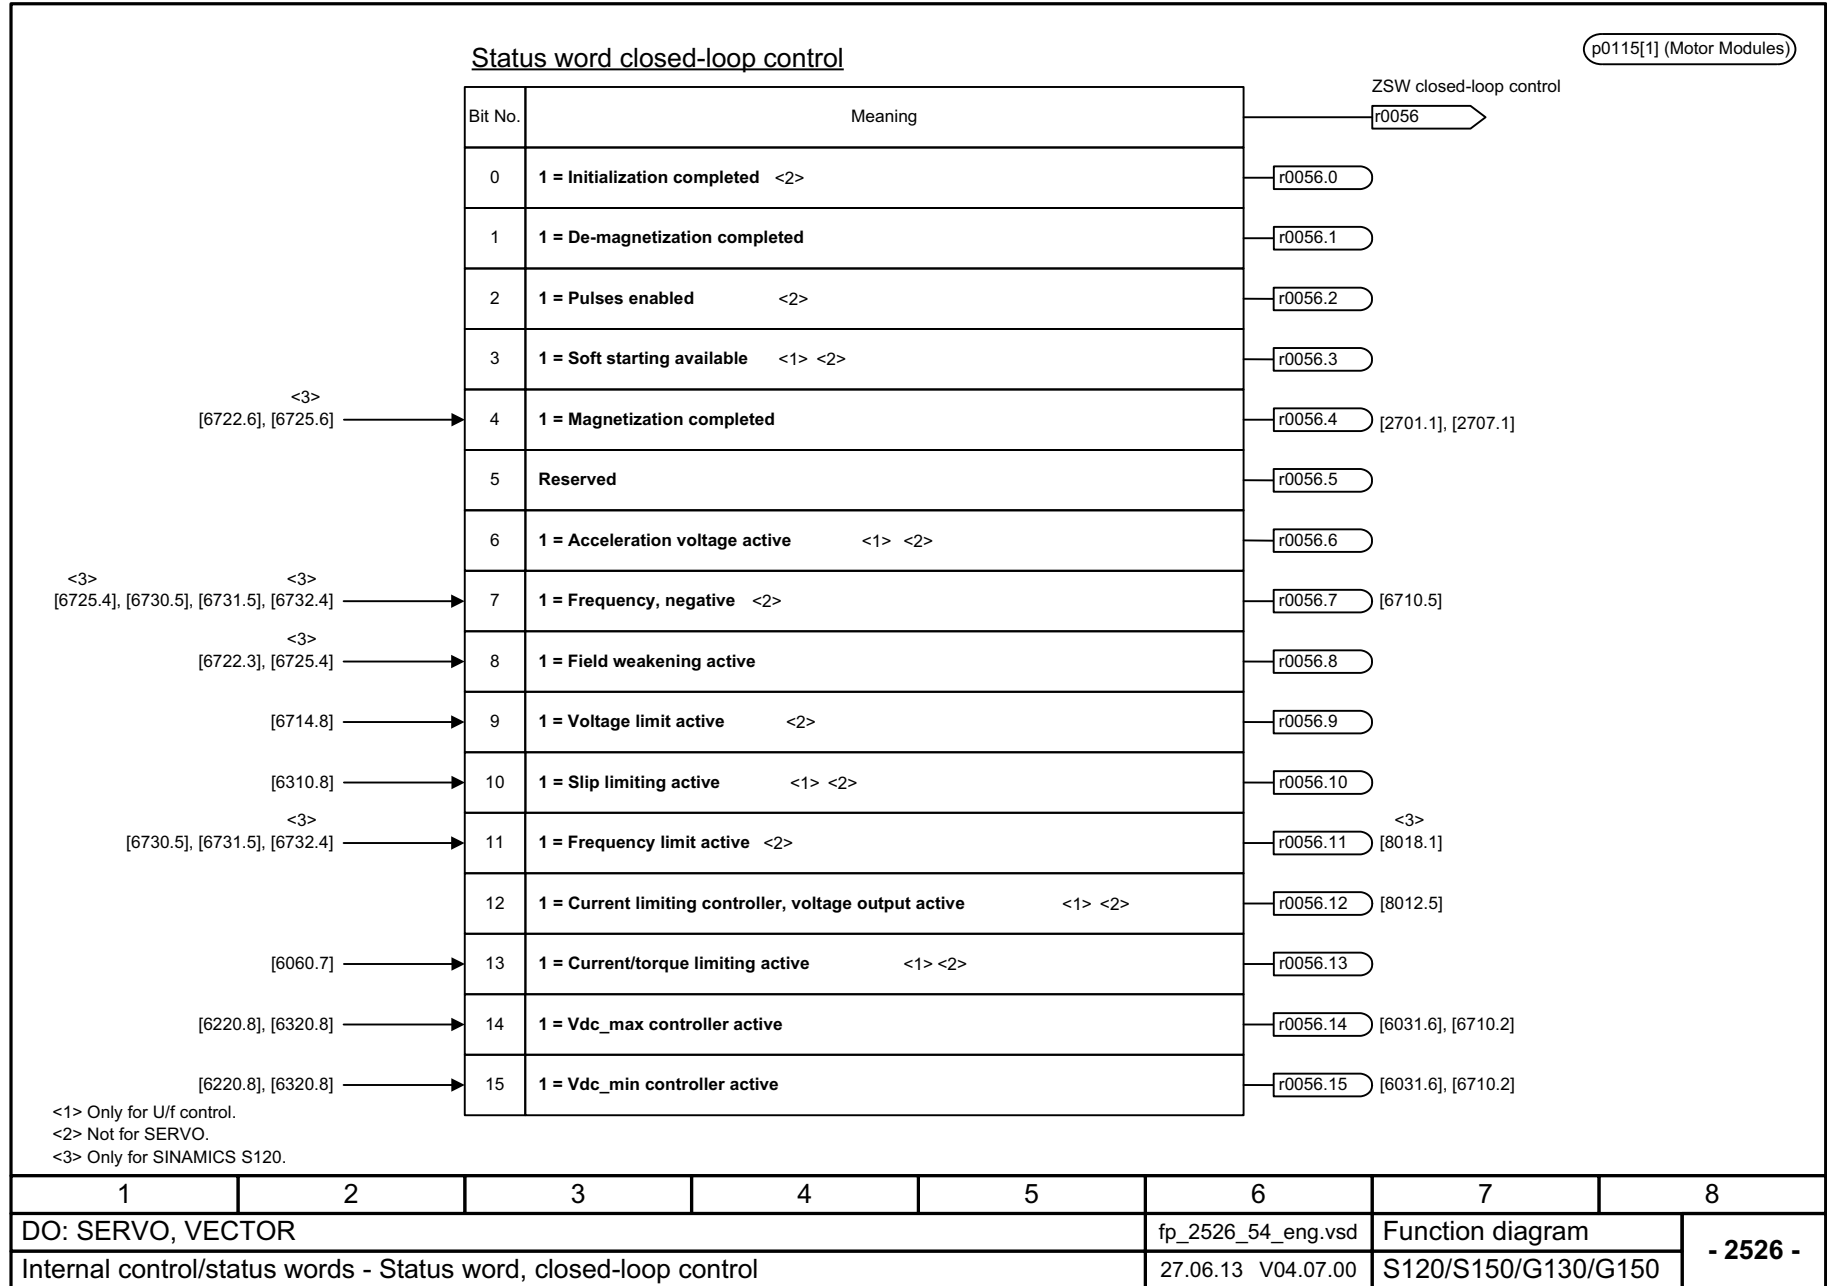 Status word closed-loop control
p0115[1] (Motor Modules)
ZSW closed-loop control
Bit No. Meaning r0056
0 1 = Initialization completed <2> r0056.0
1 1 = De-magnetization completed r0056.1
2 1 = Pulses enabled <2> r0056.2
3 1 = Soft starting available <1> <2> r0056.3
<3>
[6722.6], [6725.6] 4 1 = Magnetization completed r0056.4 [2701.1], [2707.1]
5 Reserved r0056.5
6 1 = Acceleration voltage active <1> <2> r0056.6
<3> <3>
[6725.4], [6730.5], [6731.5], [6732.4] 7 1 = Frequency, negative <2> r0056.7 [6710.5]
<3>
[6722.3], [6725.4] 8 1 = Field weakening active r0056.8
[6714.8] 9 1 = Voltage limit active <2> r0056.9
[6310.8] 10 1 = Slip limiting active <1> <2> r0056.10
<3> <3>
[6730.5], [6731.5], [6732.4] 11 1 = Frequency limit active <2> r0056.11 [8018.1]
12 1 = Current limiting controller, voltage output active <1> <2> r0056.12 [8012.5]
[6060.7] 13 1 = Current/torque limiting active <1> <2> r0056.13
[6220.8], [6320.8] 14 1 = Vdc_max controller active r0056.14 [6031.6], [6710.2]
[6220.8], [6320.8] 15 1 = Vdc_min controller active r0056.15 [6031.6], [6710.2]
<1> Only for U/f control.
<2> Not for SERVO.
<3> Only for SINAMICS S120.
1 2 3 4 5 6 7 8
DO: SERVO, VECTOR fp_2526_54_eng.vsd Function diagram
- 2526 -
Internal control/status words - Status word, closed-loop control 27.06.13 V04.07.00 S120/S150/G130/G150